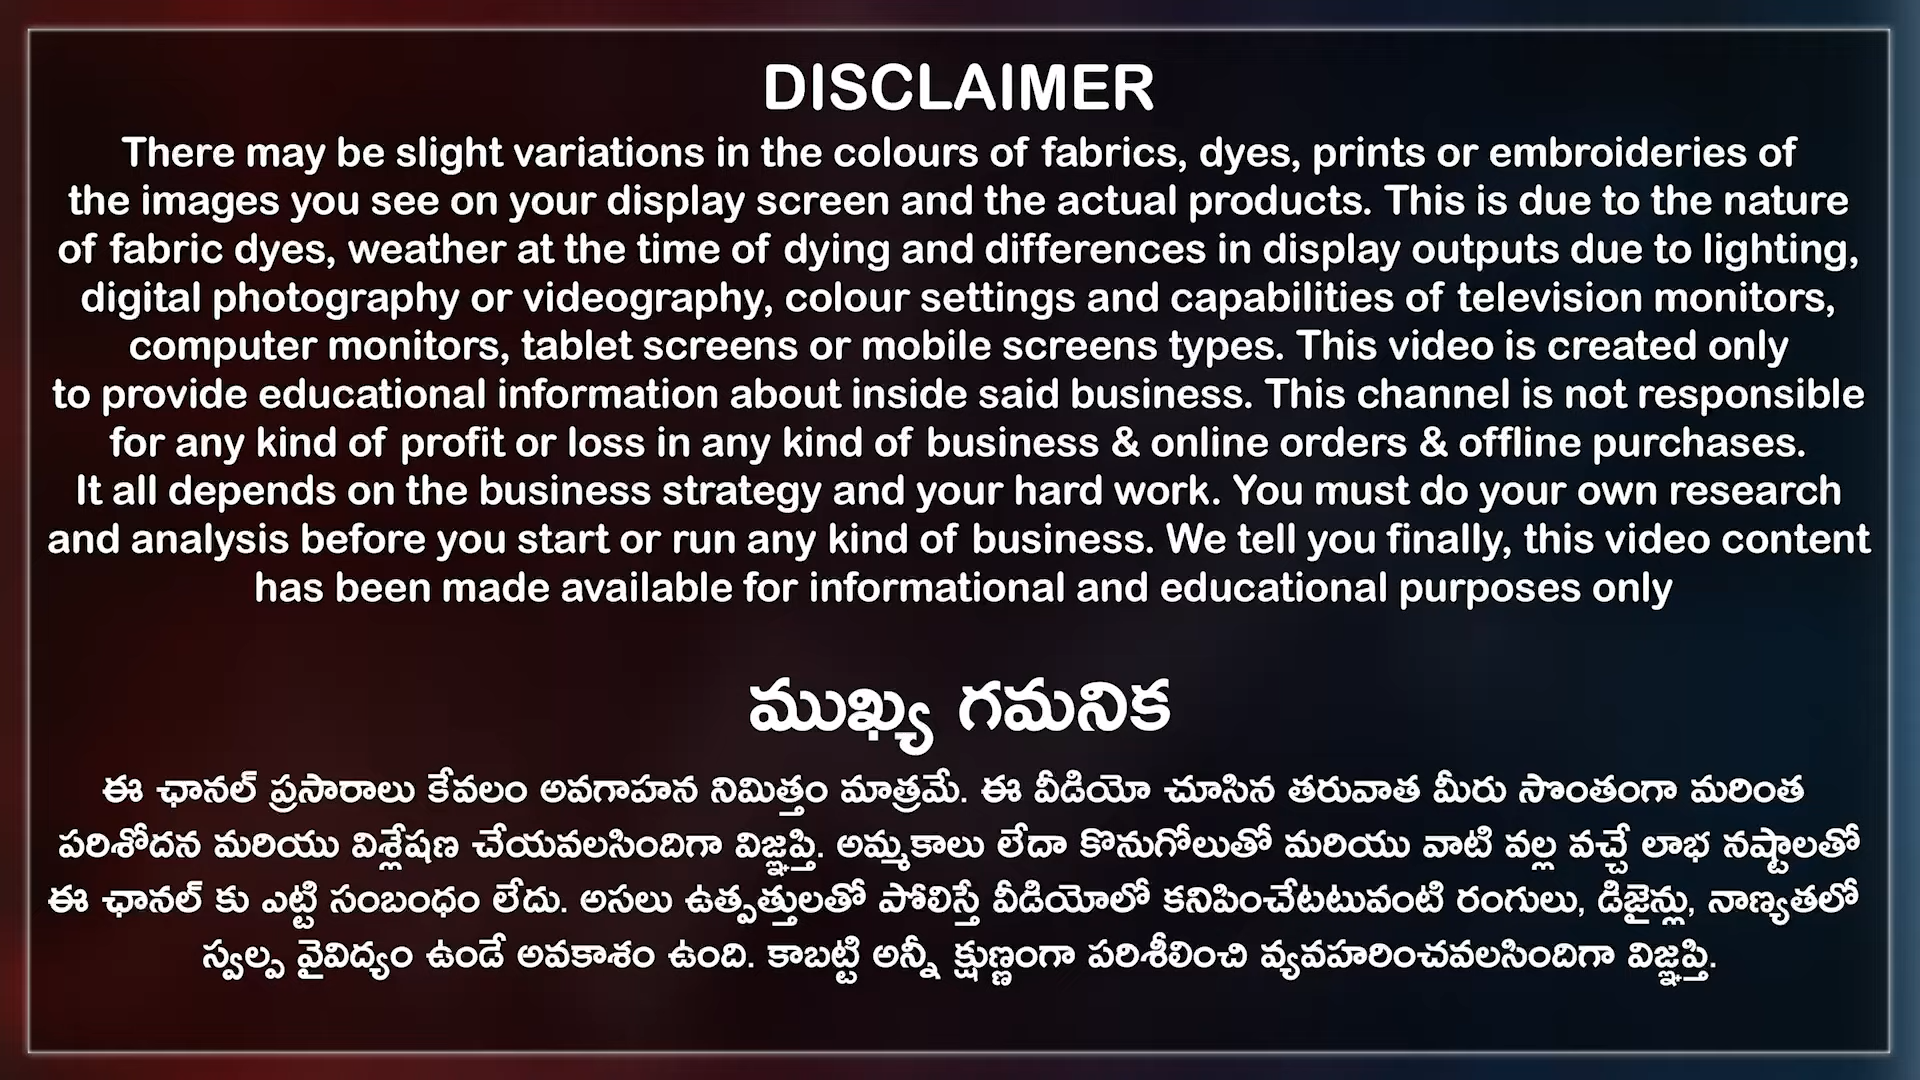 DISCLAIMER
There may be slight variations in the colours of fabrics, dyes, prints or embroideries of
the images you see on your display screen and the actual products. This is due to the nature
of fabric dyes, weather at the time of dying and differences in display outputs due to lighting,
digital photography or videography, colour settings and capabilities of television monitors,
computer monitors, tablet screens or mobile screens types. This video is created only
to provide educational information about inside said business. This channel is not responsible
for any kind of profit or loss in any kind of business & online orders & offline purchases.
It all depends on the business strategy and your hard work. You must do your own research
and analysis before you start or run any kind of business. We tell you finally, this video content
has been made available for informational and educational purposes only
ముఖ్య గమనిక
ఈ ఛానల్ ప్రసారాలు కేవలం అవగాహన నిమిత్తం మాత్రమే. ఈ వీడియో చూసిన తరువాత మీరు సొంతంగా మరింత
పరిశోదన మరియు విశ్లేషణ చేయవలసిందిగా విజ్ఞప్తి. అమ్మకాలు లేదా కొనుగోలుతో మరియు వాటి వల్ల వచ్చే లాభ నష్టాలతో
ఈ ఛానల్ కు ఎట్టి సంబంధం లేదు. అసలు ఉత్పత్తులతో పోలిస్తే వీడియోలో కనిపించేటటువంటి రంగులు, డిజైన్లు, నాణ్యతలో
స్వల్ప వైవిద్యం ఉండే అవకాశం ఉంది. కాబట్టి అన్నీ క్షుణ్ణంగా పరిశీలించి వ్యవహరించవలసిందిగా విజ్ఞప్తి.